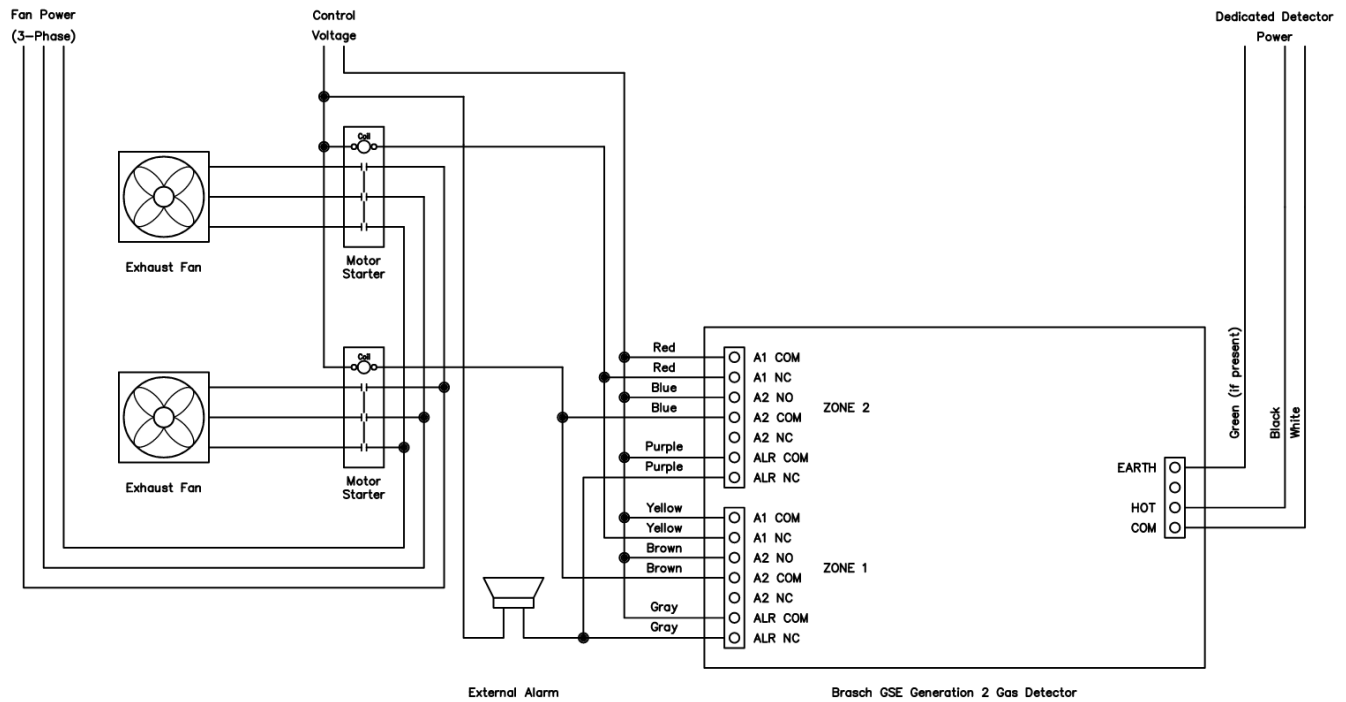 Fan Power
(3-Phase)
Control
Voltage
Dedicated Detector
Power
Coil
Exhaust Fan
Motor
Starter
Coil
Exhaust Fan
Motor
Starter
Red
Red
Blue
Blue
Purple
Purple
Yellow
Yellow
Brown
Brown
Gray
Gray
A1 COM
A1 NC
A2 NO
A2 COM
A2 NC
ALR COM
ALR NC
ZONE 2
A1 COM
A1 NC
A2 NO
A2 COM
A2 NC
ALR COM
ALR NC
ZONE 1
EARTH
HOT
COM
Green (if present)
Black
White
External Alarm
Brasch GSE Generation 2 Gas Detector